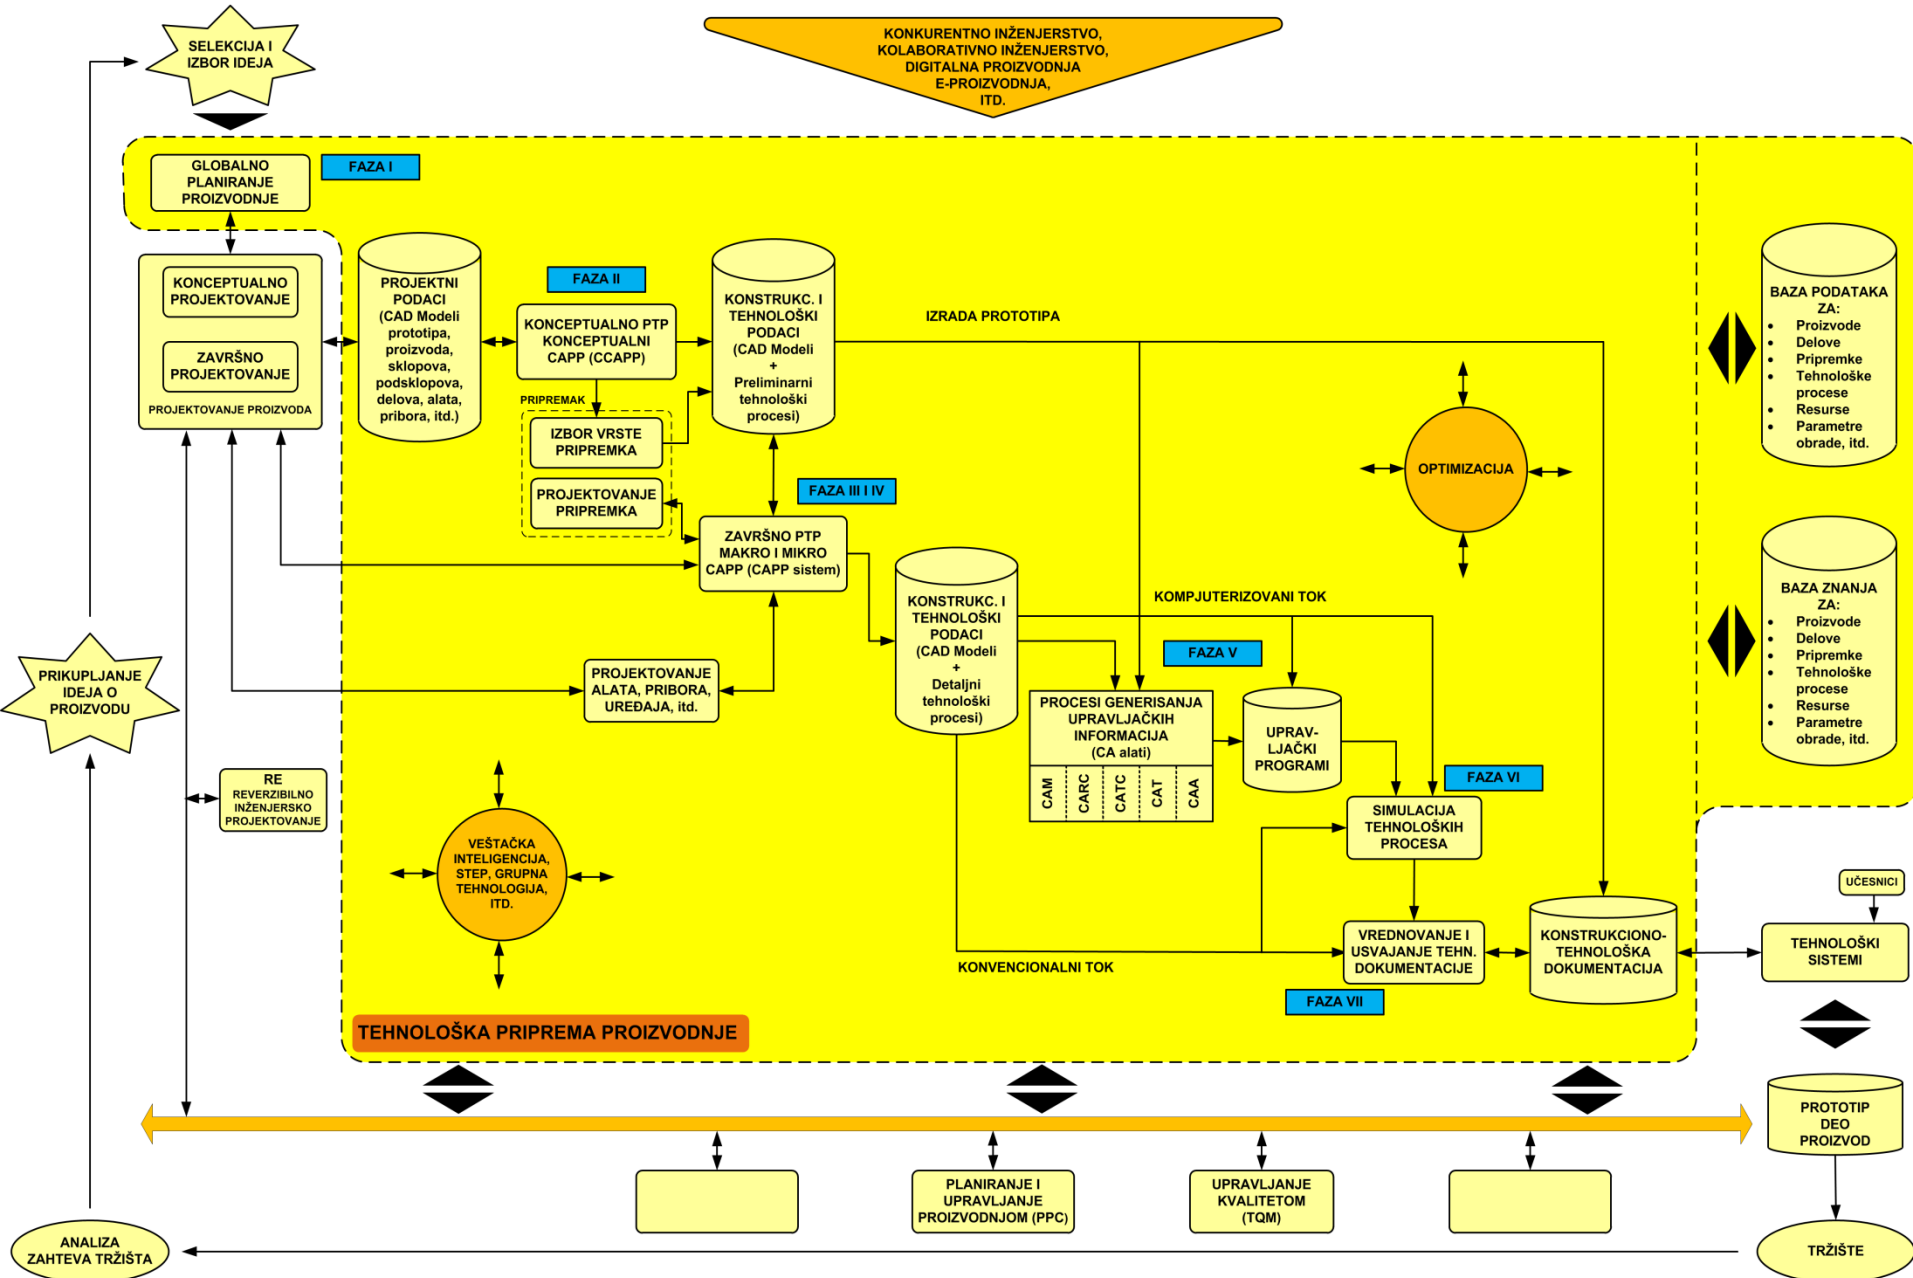 SELEKCIJA I
IZBOR IDEJA
KONKURENTNO INŽENJERSTVO,
KOLABORATIVNO INŽENJERSTVO,
DIGITALNA PROIZVODNJA
E-PROIZVODNJA,
ITD.
GLOBALNO
PLANIRANJE
PROIZVODNJE
FAZA I
KONCEPTUALNO
PROJEKTOVANJE
ZAVRŠNO
PROJEKTOVANJE
PROJEKTOVANJE PROIZVODA
PROJEKTNI
PODACI
(CAD Modeli
prototipa,
proizvoda,
sklopova,
podsklopova,
delova, alata,
pribora, itd.)
FAZA II
KONCEPTUALNO PTP
KONCEPTUALNI
CAPP (CCAPP)
PRIPREMAK
IZBOR VRSTE
PRIPREMKA
PROJEKTOVANJE
PRIPREMKA
KONSTRUKC. I
TEHNOLOŠKI
PODACI
(CAD Modeli
+
Preliminarni
tehnološki
procesi)
IZRADA PROTOTIPA
FAZA III I IV
ZAVRŠNO PTP
MAKRO I MIKRO
CAPP (CAPP sistem)
OPTIMIZACIJA
BAZA PODATAKA
ZA:
• Proizvode
• Delove
• Pripremke
• Tehnološke
procese
• Resurse
• Parametre
obrade, itd.
BAZA ZNANJA
ZA:
• Proizvode
• Delove
• Pripremke
• Tehnološke
procese
• Resurse
• Parametre
obrade, itd.
KONSTRUKC. I
TEHNOLOŠKI
PODACI
(CAD Modeli
+
Detaljni
tehnološki
procesi)
KOMPJUTERIZOVANI TOK
FAZA V
PROCESI GENERISANJA
UPRAVLJAČKIH
INFORMACIJA
(CA alati)
CAM
CARC
CATC
CAT
CAA
UPRAV-
LJAČKI
PROGRAMI
FAZA VI
SIMULACIJA
TEHNOLOŠKIH
PROCESA
PRIKUPLJANJE
IDEJA O
PROIZVODU
PROJEKTOVANJE
ALATA, PRIBORA,
UREĐAJA, itd.
RE
REVERZIBILNO
INŽENJERSKO
PROJEKTOVANJE
VEŠTAČKA
INTELIGENCIJA,
STEP, GRUPNA
TEHNOLOGIJA,
ITD.
KONVENCIONALNI TOK
VREDNOVANJE I
USVAJANJE TEHN.
DOKUMENTACIJE
FAZA VII
KONSTRUKCIONO-
TEHNOLOŠKA
DOKUMENTACIJA
UČESNICI
TEHNOLOŠKI
SISTEMI
TEHNOLOŠKA PRIPREMA PROIZVODNJE
PROTOTIP
DEO
PROIZVOD
PLANIRANJE I
UPRAVLJANJE
PROIZVODNJOM (PPC)
UPRAVLJANJE
KVALITETOM
(TQM)
ANALIZA
ZAHTEVA TRŽIŠTA
TRŽIŠTE